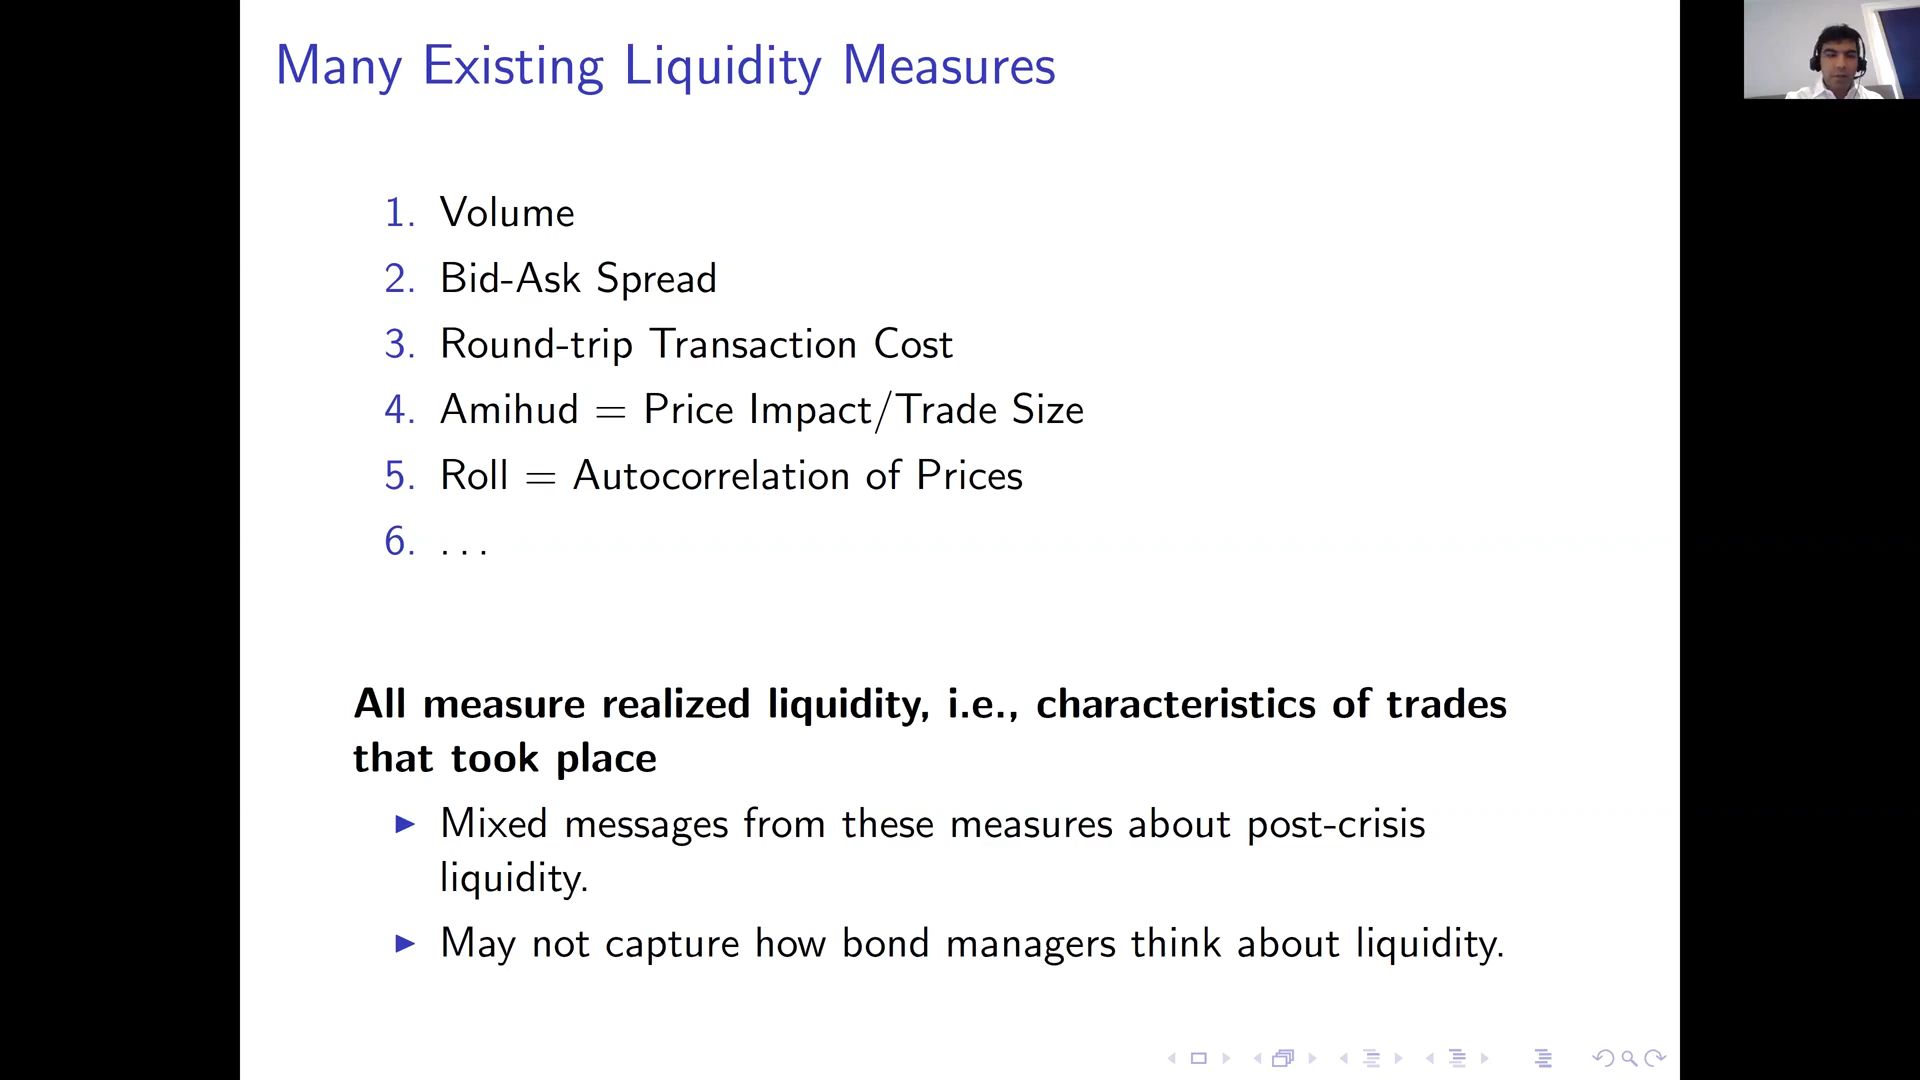 Many Existing Liquidity Measures
1. Volume
2. Bid-Ask Spread
3. Round-trip Transaction Cost
4. Amihud = Price Impact/Trade Size
5. Roll = Autocorrelation of Prices
6. . . .
All measure realized liquidity, i.e., characteristics of trades
that took place
▶ Mixed messages from these measures about post-crisis
liquidity.
▶ May not capture how bond managers think about liquidity.